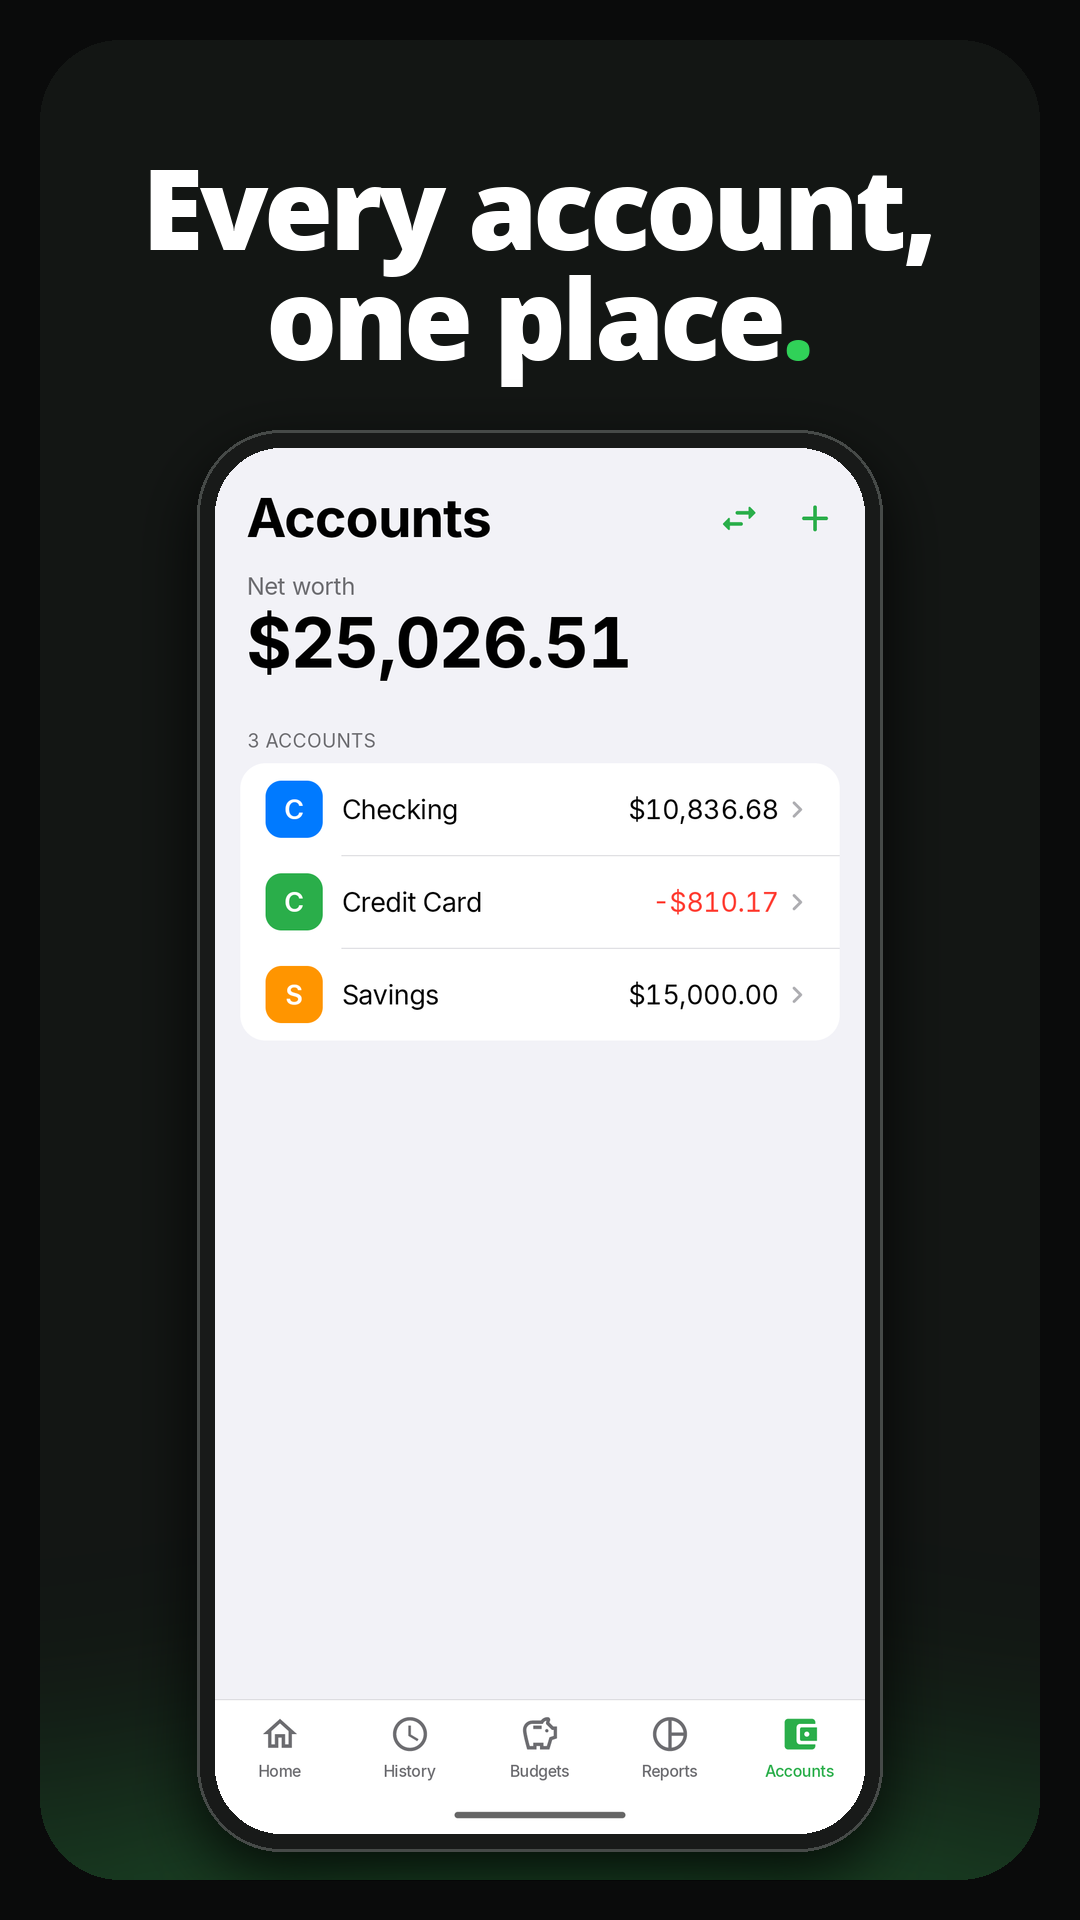 Every account,
one place.
Accounts
Net worth
$25,026.51
3 ACCOUNTS
C Checking $10,836.68
C Credit Card -$810.17
S Savings $15,000.00
Home History Budgets Reports Accounts